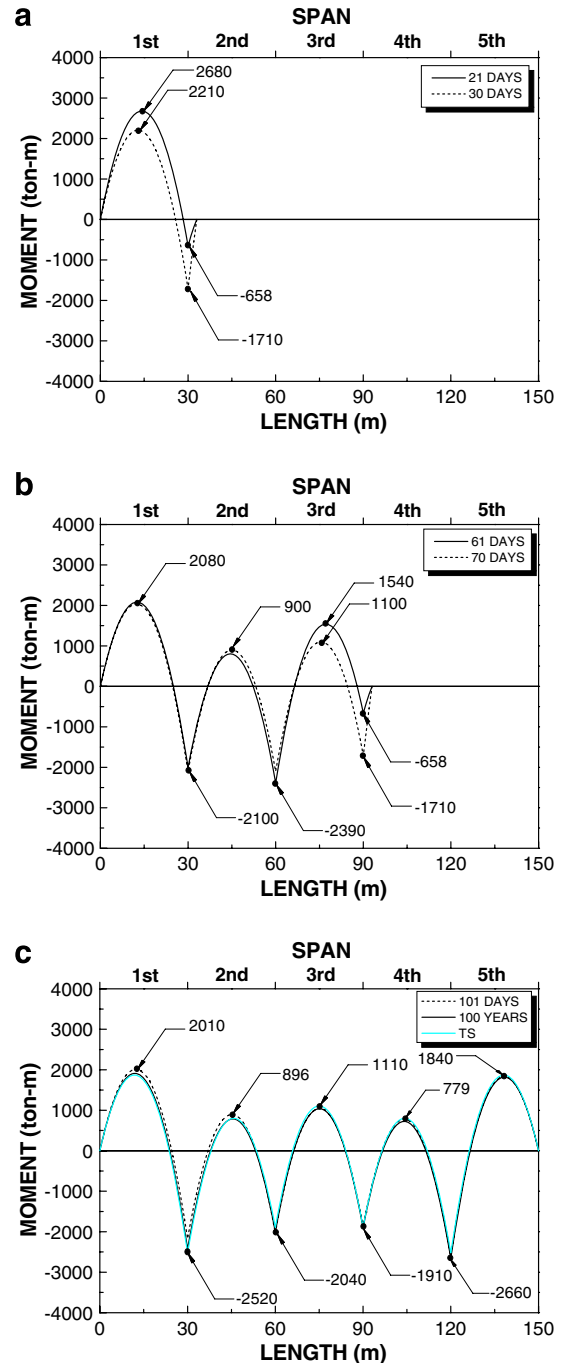 a
SPAN
1st 2nd 3rd 4th 5th
4000
3000
2000
1000
0
-1000
-2000
-3000
-4000
MOMENT (ton-m)
2680
2210
21 DAYS
30 DAYS
-658
-1710
0 30 60 90 120 150
LENGTH (m)
b
SPAN
1st 2nd 3rd 4th 5th
4000
3000
2000
1000
0
-1000
-2000
-3000
-4000
MOMENT (ton-m)
61 DAYS
70 DAYS
2080
900
1540
1100
-658
-1710
-2100
-2390
0 30 60 90 120 150
LENGTH (m)
c
SPAN
1st 2nd 3rd 4th 5th
4000
3000
2000
1000
0
-1000
-2000
-3000
-4000
MOMENT (ton-m)
101 DAYS
100 YEARS
TS
2010
896
1110
1840
779
-2520
-2040
-1910
-2660
0 30 60 90 120 150
LENGTH (m)